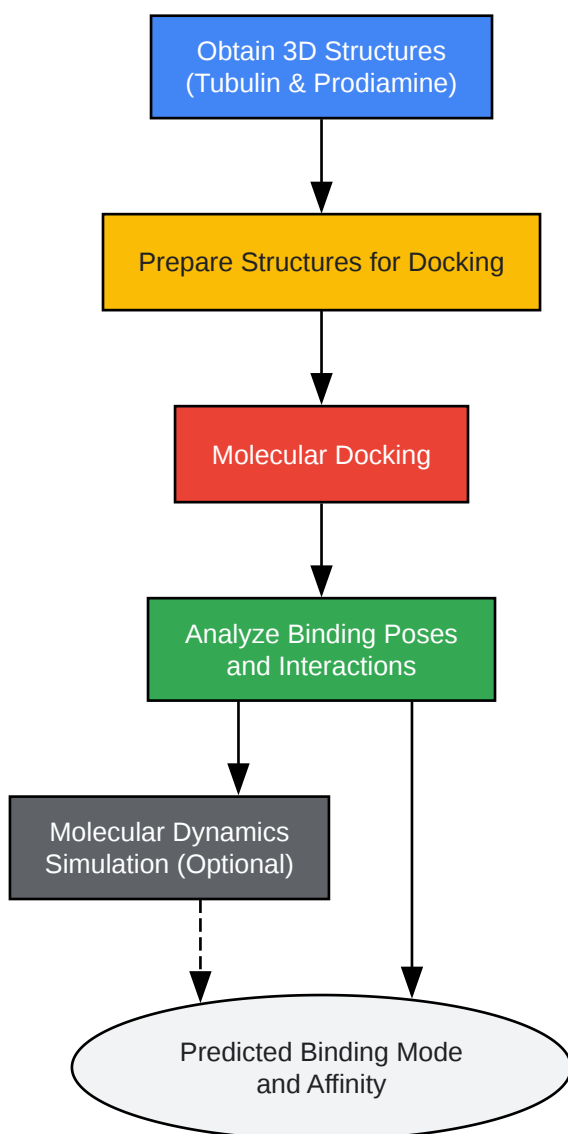 Obtain 3D Structures
(Tubulin & Prodiamine)
Prepare Structures for Docking
Molecular Docking
Analyze Binding Poses
and Interactions
Molecular Dynamics
Simulation (Optional)
Predicted Binding Mode
and Affinity